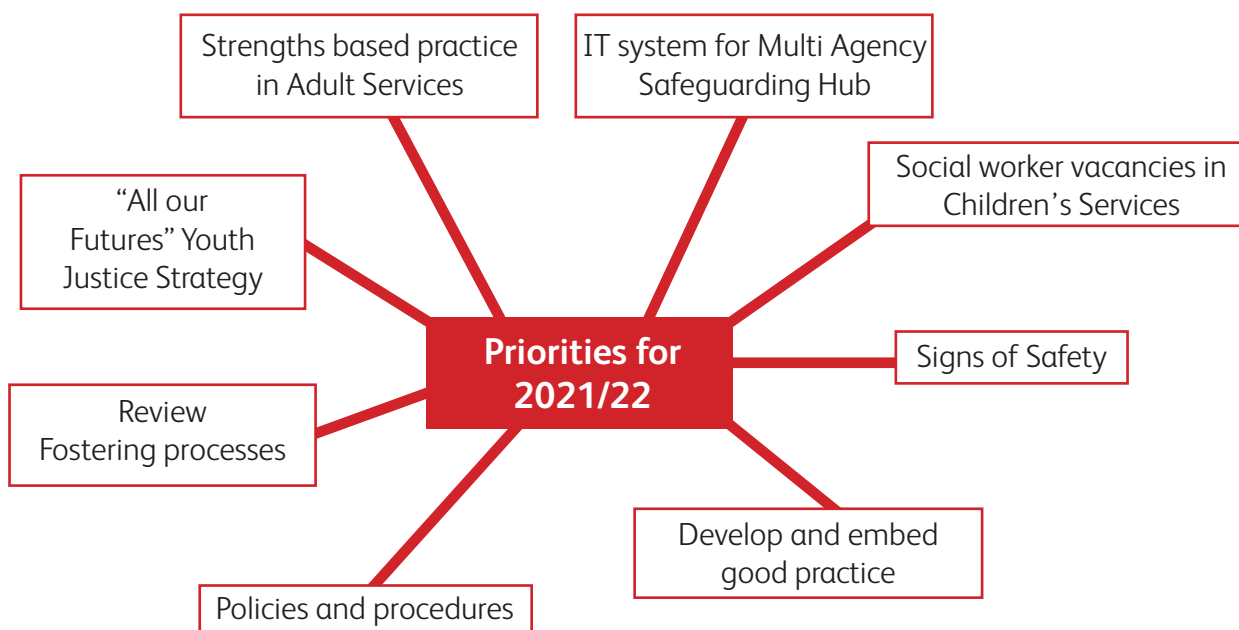 Strengths based practice
in Adult Services
IT system for Multi Agency
Safeguarding Hub
Social worker vacancies in
Children’s Services
“All our
Futures” Youth
Justice Strategy
Priorities for
2021/22
Signs of Safety
Review
Fostering processes
Develop and embed
good practice
Policies and procedures